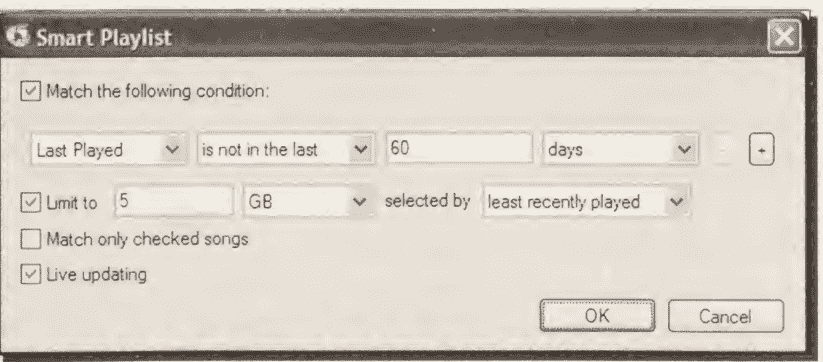 Smart Playlist
Match the following condition:
Last Played is not in the last 60 days
Limit to 5 GB selected by least recently played
Match only checked songs
Live updating
OK Cancel